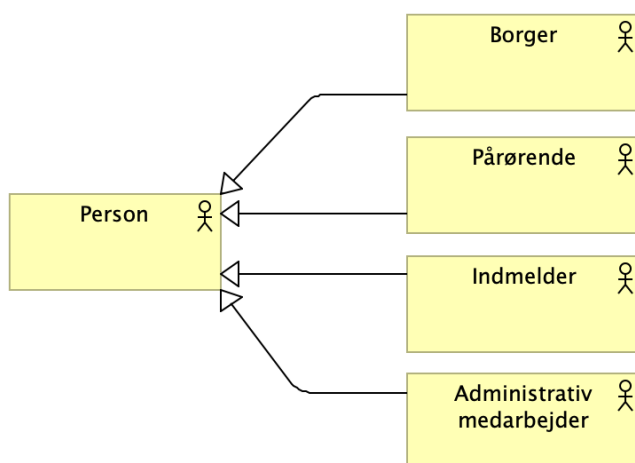 Borger
Pårørende
Person
Indmelder
Administrativ
medarbejder